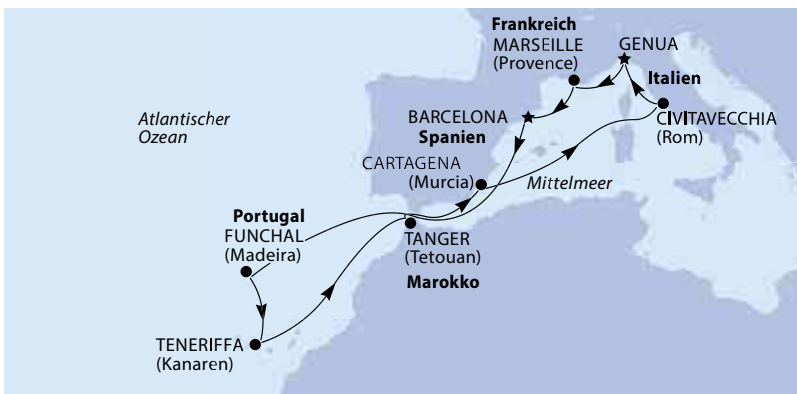 Frankreich
MARSEILLE
(Provence)
GENUA
Italien
Atlantischer
Ozean
BARCELONA
Spanien
CIVITAVECCHIA
(Rom)
CARTAGENA
(Murcia)
Mittelmeer
Portugal
FUNCHAL
(Madeira)
TANGER
(Tetouan)
Marokko
TENERIFFA
(Kanaren)